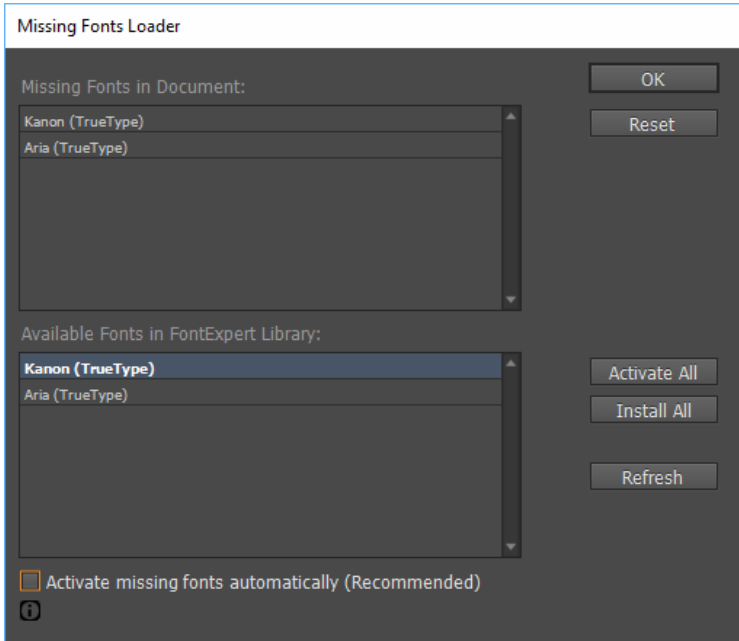 Missing Fonts Loader
Missing Fonts in Document:
OK
Kanon (TrueType)
Reset
Aria (TrueType)
Available Fonts in FontExpert Library:
Kanon (TrueType)
Activate All
Aria (TrueType)
Install All
Refresh
Activate missing fonts automatically (Recommended)